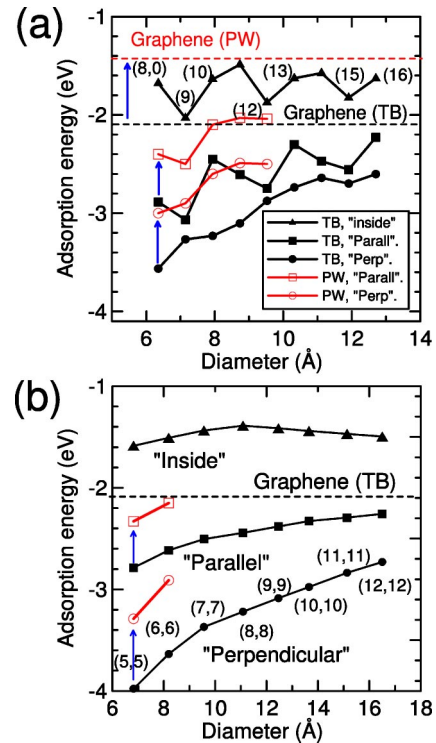 (a)
Graphene (PW)
(8,0)
(9)
(10)
(12)
(13)
(15)
(16)
Graphene (TB)
TB, "inside"
TB, "Parall".
TB, "Perp".
PW, "Parall".
PW, "Perp".
-1
-2
-3
-4
Adsorption energy (eV)
4 6 8 10 12 14
Diameter (Å)
(b)
-1
-2
-3
-4
Adsorption energy (eV)
"Inside"
Graphene (TB)
"Parallel"
(5,5)
(6,6)
(7,7)
(8,8)
(9,9)
(10,10)
(11,11)
(12,12)
"Perpendicular"
6 8 10 12 14 16 18
Diameter (Å)